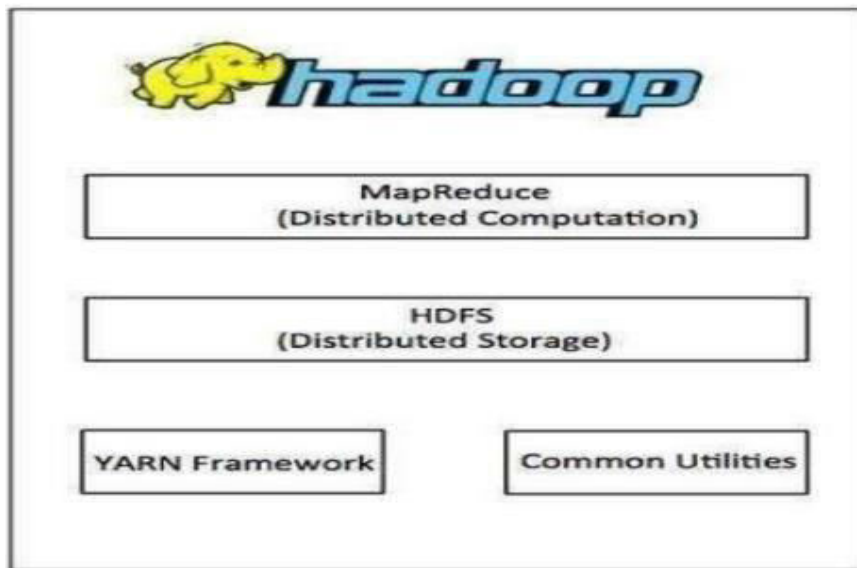 hadoop
MapReduce
(Distributed Computation)
HDFS
(Distributed Storage)
YARN Framework
Common Utilities